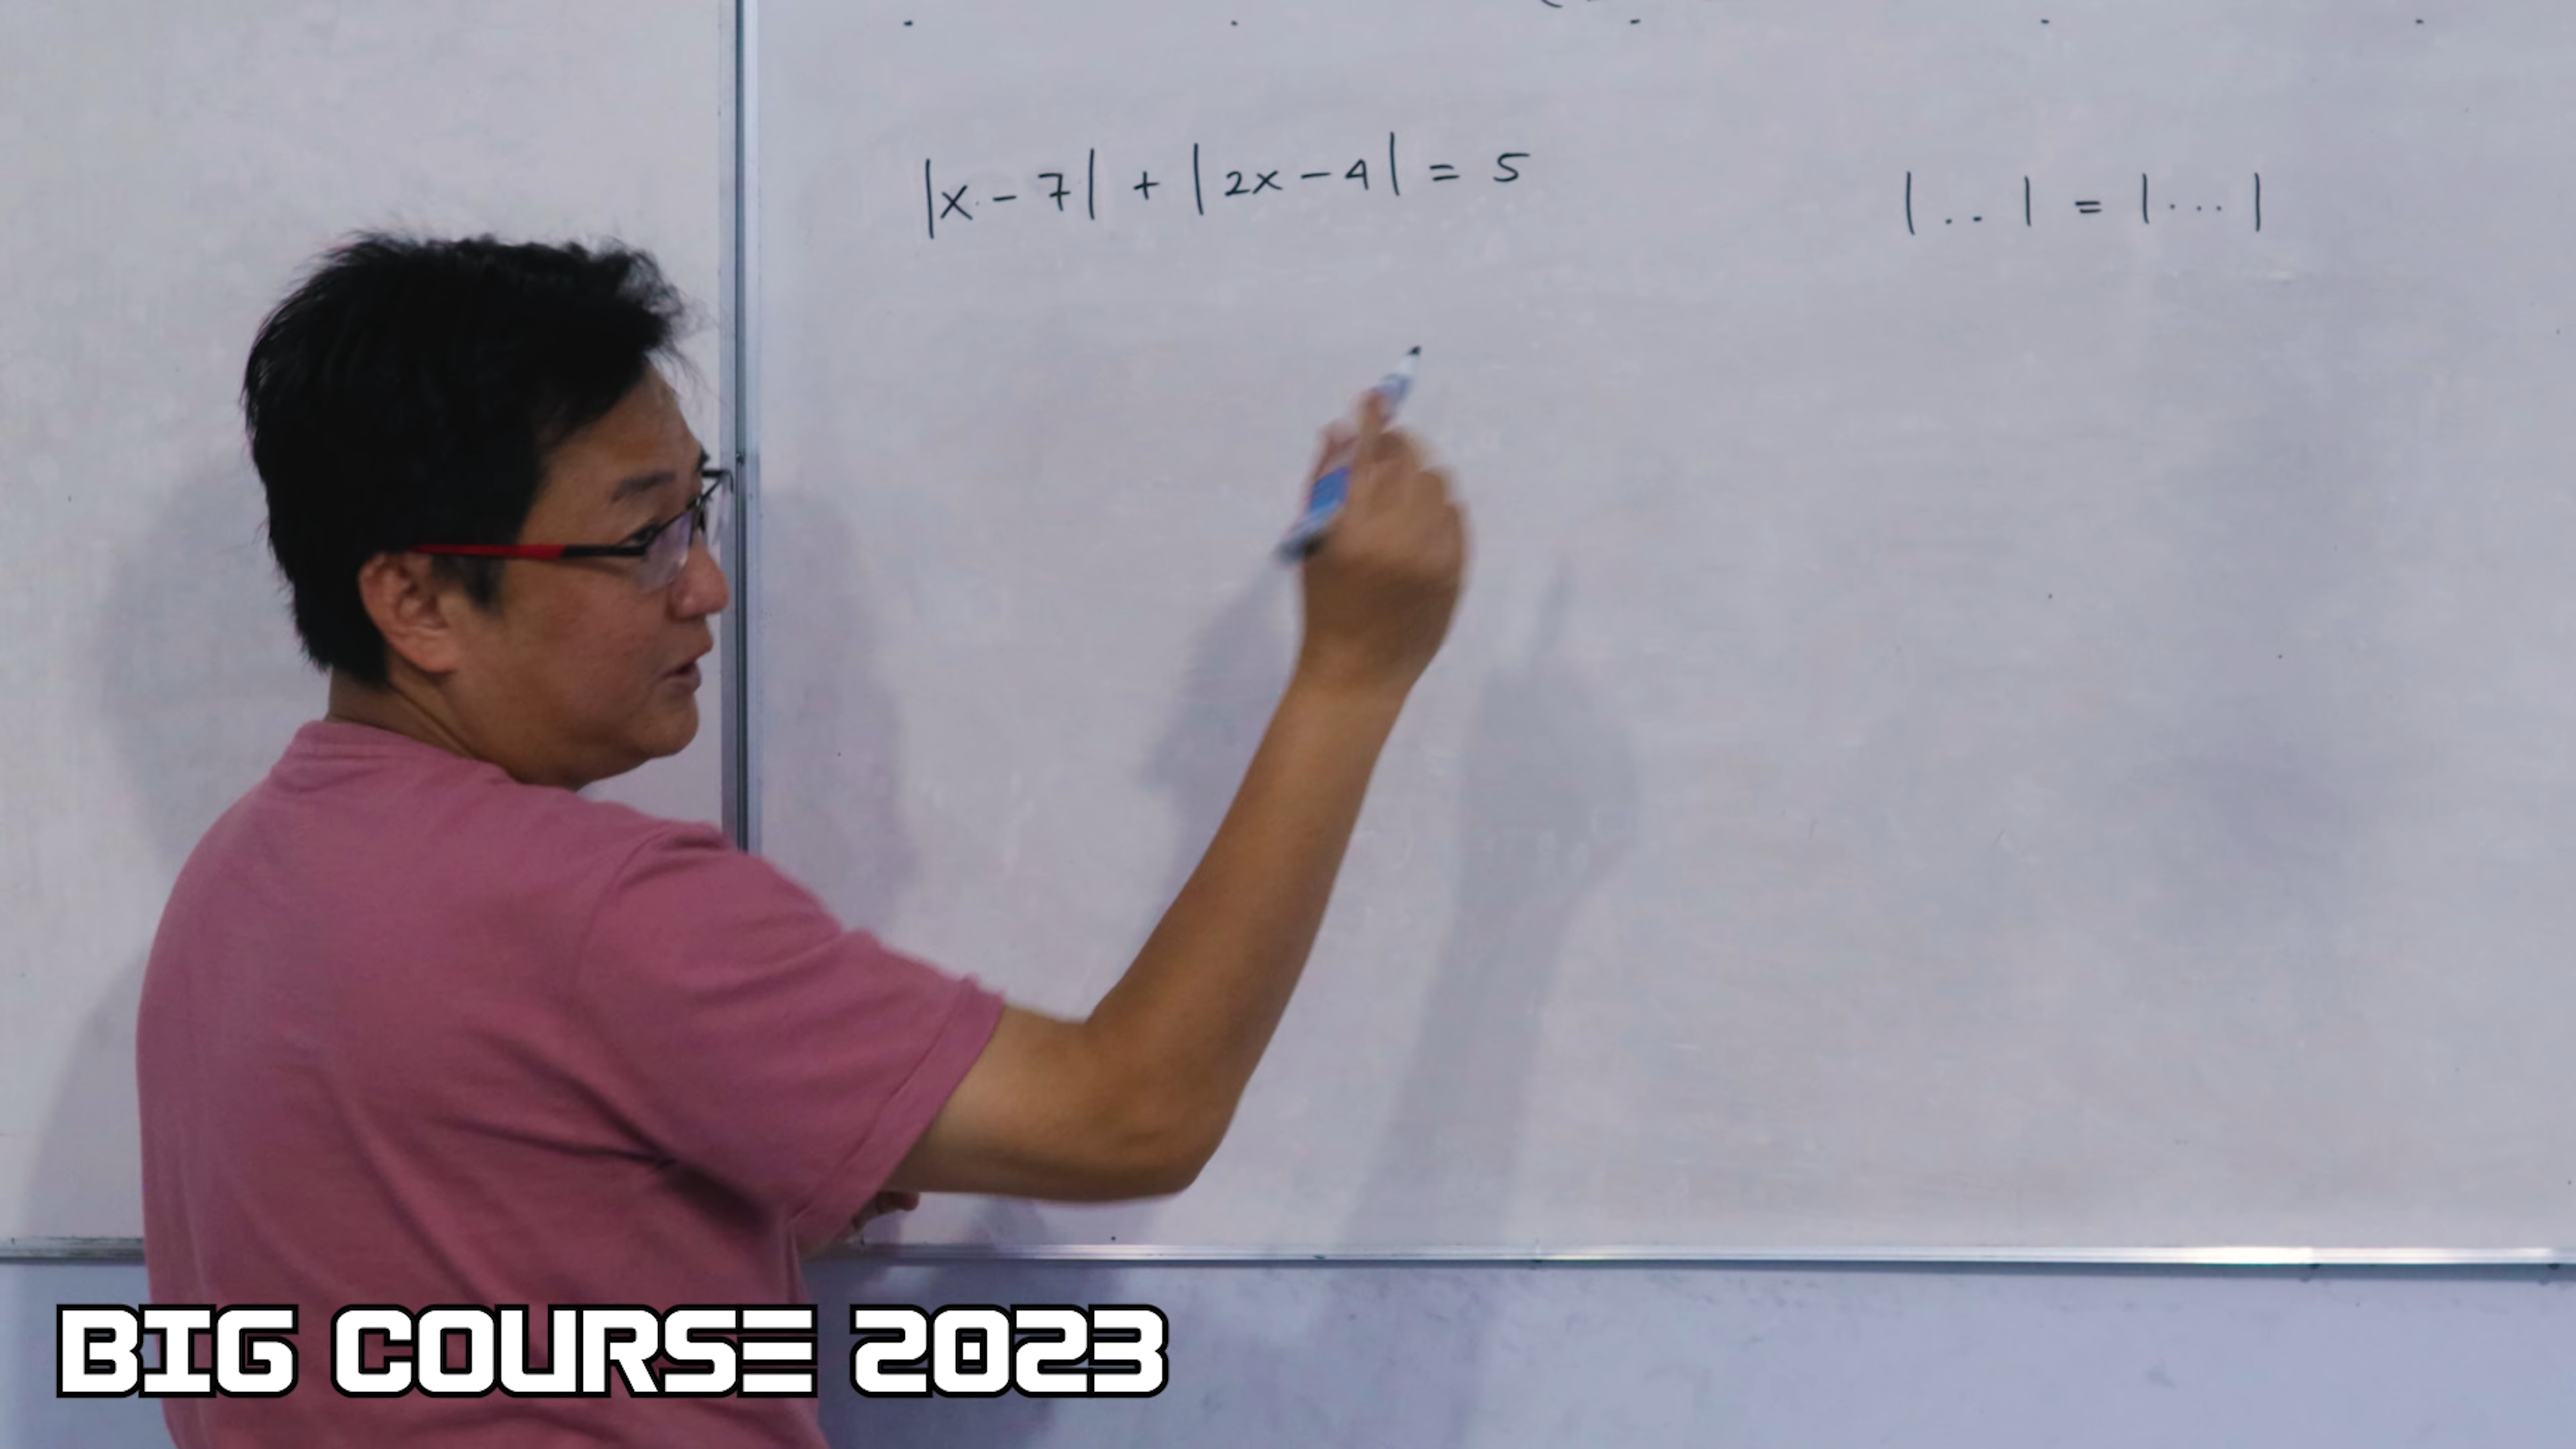 |x - 7| + |2x - 4| = 5
|..| = |...|
BIG COURSE 2023